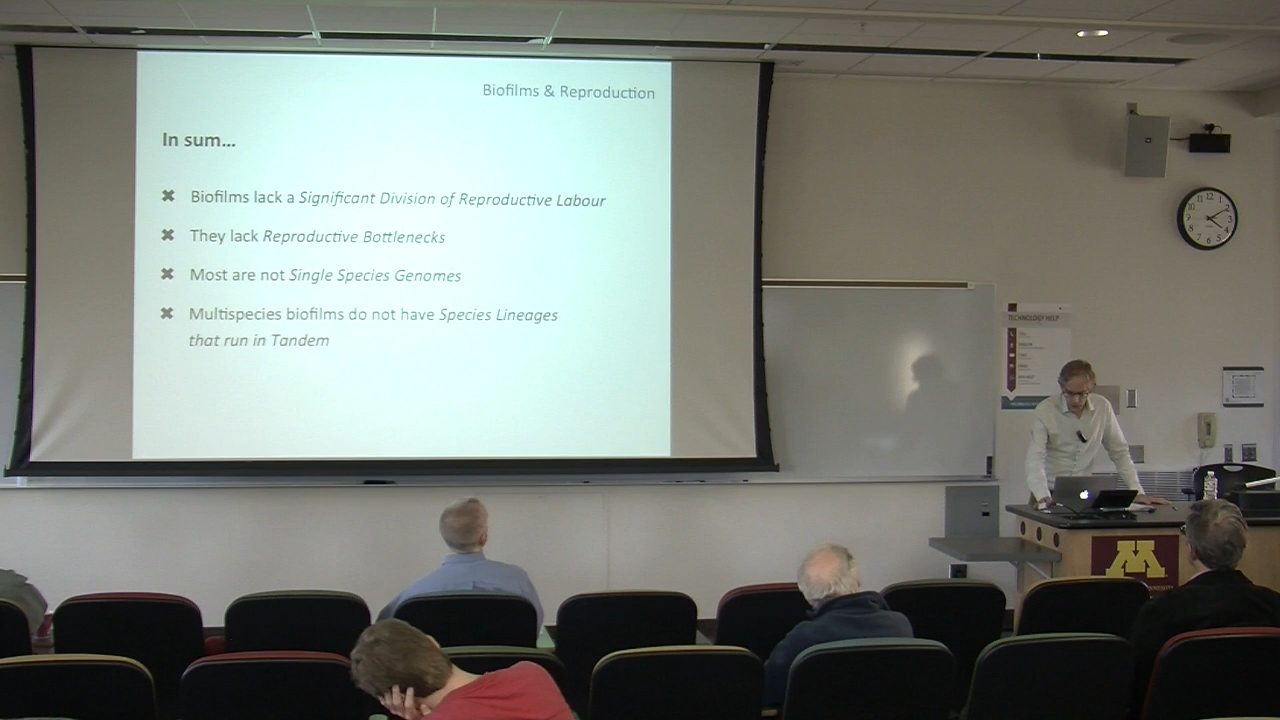 Biofilms & Reproduction
In sum...
✖ Biofilms lack a Significant Division of Reproductive Labour
✖ They lack Reproductive Bottlenecks
✖ Most are not Single Species Genomes
✖ Multispecies biofilms do not have Species Lineages
that run in Tandem
TECHNOLOGY HELP
M